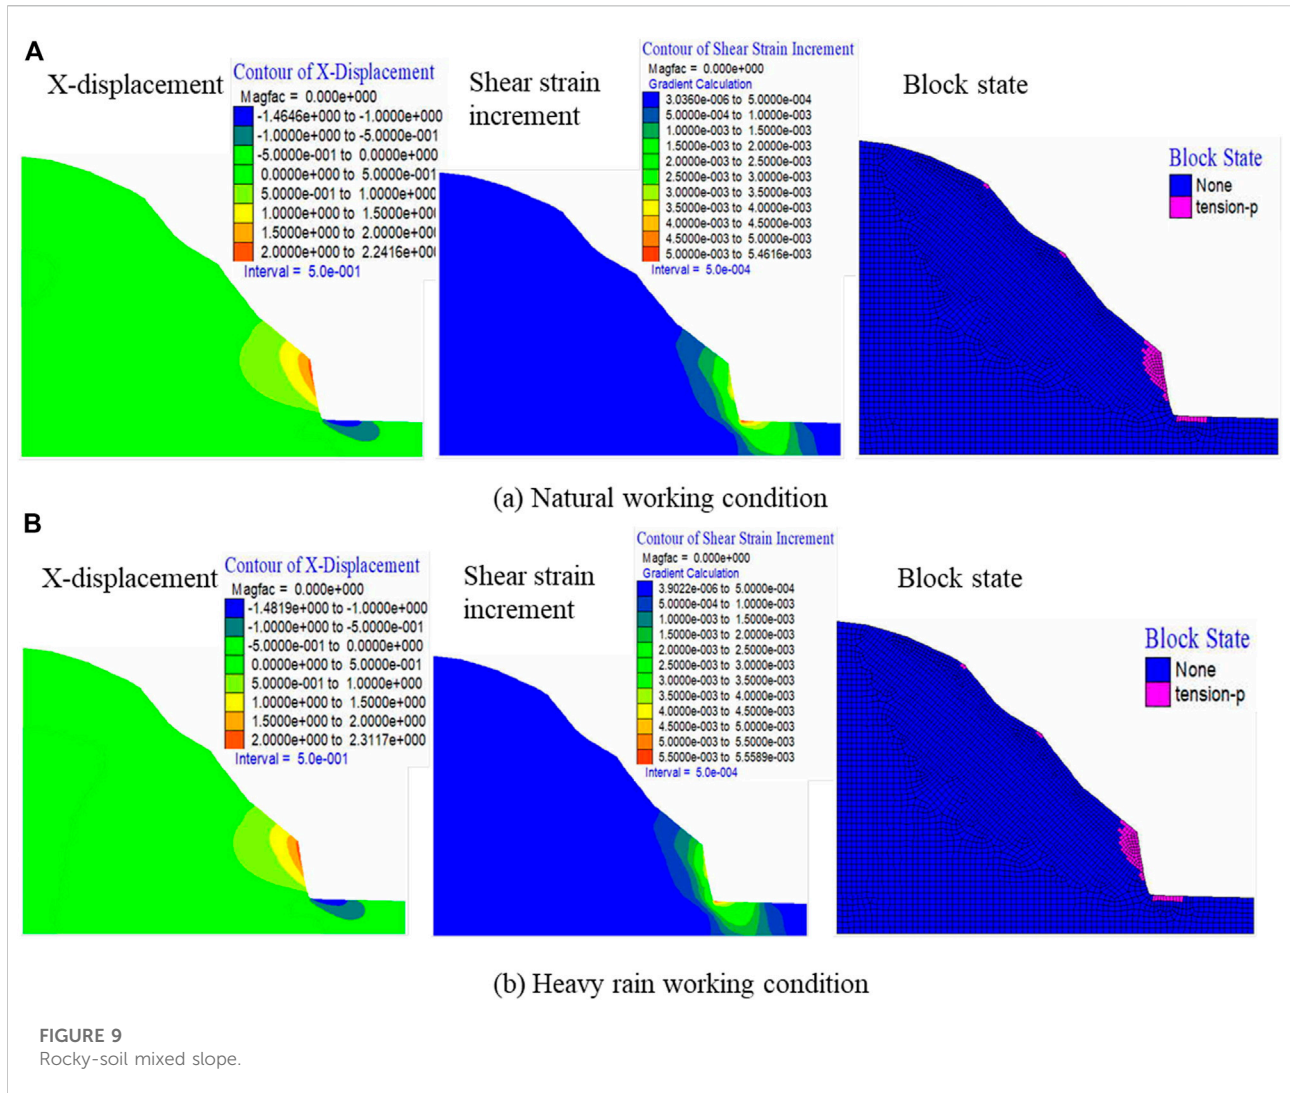 A
X-displacement
Contour of X-Displacement
Magfac = 0.000e+000
-1.4646e+000 to -1.0000e+000
-1.0000e+000 to -5.0000e-001
-5.0000e-001 to 0.0000e+000
0.0000e+000 to 5.0000e-001
5.0000e-001 to 1.0000e+000
1.0000e+000 to 1.5000e+000
1.5000e+000 to 2.0000e+000
2.0000e+000 to 2.2416e+000
Interval = 5.0e-001
Shear strain
increment
Contour of Shear Strain Increment
Magfac = 0.000e+000
Gradient Calculation
3.0360e-006 to 5.0000e-004
5.0000e-004 to 1.0000e-003
1.0000e-003 to 1.5000e-003
1.5000e-003 to 2.0000e-003
2.0000e-003 to 2.5000e-003
2.5000e-003 to 3.0000e-003
3.0000e-003 to 3.5000e-003
3.5000e-003 to 4.0000e-003
4.0000e-003 to 4.5000e-003
4.5000e-003 to 5.0000e-003
5.0000e-003 to 5.4616e-003
Interval = 5.0e-004
Block state
Block State
None
tension-p
(a) Natural working condition
B
X-displacement
Contour of X-Displacement
Magfac = 0.000e+000
-1.4819e+000 to -1.0000e+000
-1.0000e+000 to -5.0000e-001
-5.0000e-001 to 0.0000e+000
0.0000e+000 to 5.0000e-001
5.0000e-001 to 1.0000e+000
1.0000e+000 to 1.5000e+000
1.5000e+000 to 2.0000e+000
2.0000e+000 to 2.3117e+000
Interval = 5.0e-001
Shear strain
increment
Contour of Shear Strain Increment
Magfac = 0.000e+000
Gradient Calculation
3.9022e-006 to 5.0000e-004
5.0000e-004 to 1.0000e-003
1.0000e-003 to 1.5000e-003
1.5000e-003 to 2.0000e-003
2.0000e-003 to 2.5000e-003
2.5000e-003 to 3.0000e-003
3.0000e-003 to 3.5000e-003
3.5000e-003 to 4.0000e-003
4.0000e-003 to 4.5000e-003
4.5000e-003 to 5.0000e-003
5.0000e-003 to 5.5000e-003
5.5000e-003 to 5.5589e-003
Interval = 5.0e-004
Block state
Block State
None
tension-p
(b) Heavy rain working condition
FIGURE 9
Rocky-soil mixed slope.